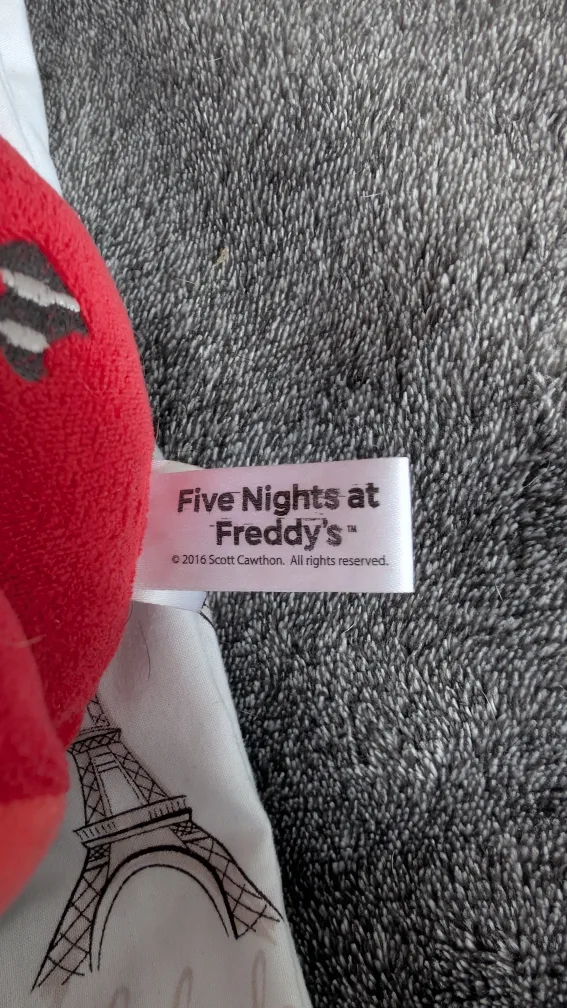 Five Nights at
Freddy's™
© 2016 Scott Cawthon. All rights reserved.